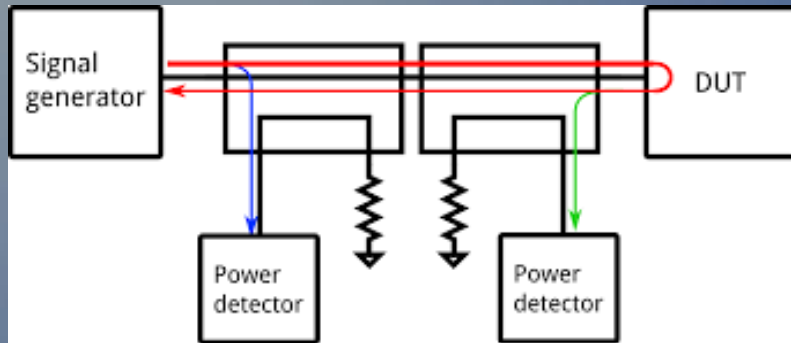 Signal
generator
DUT
Power
detector
Power
detector